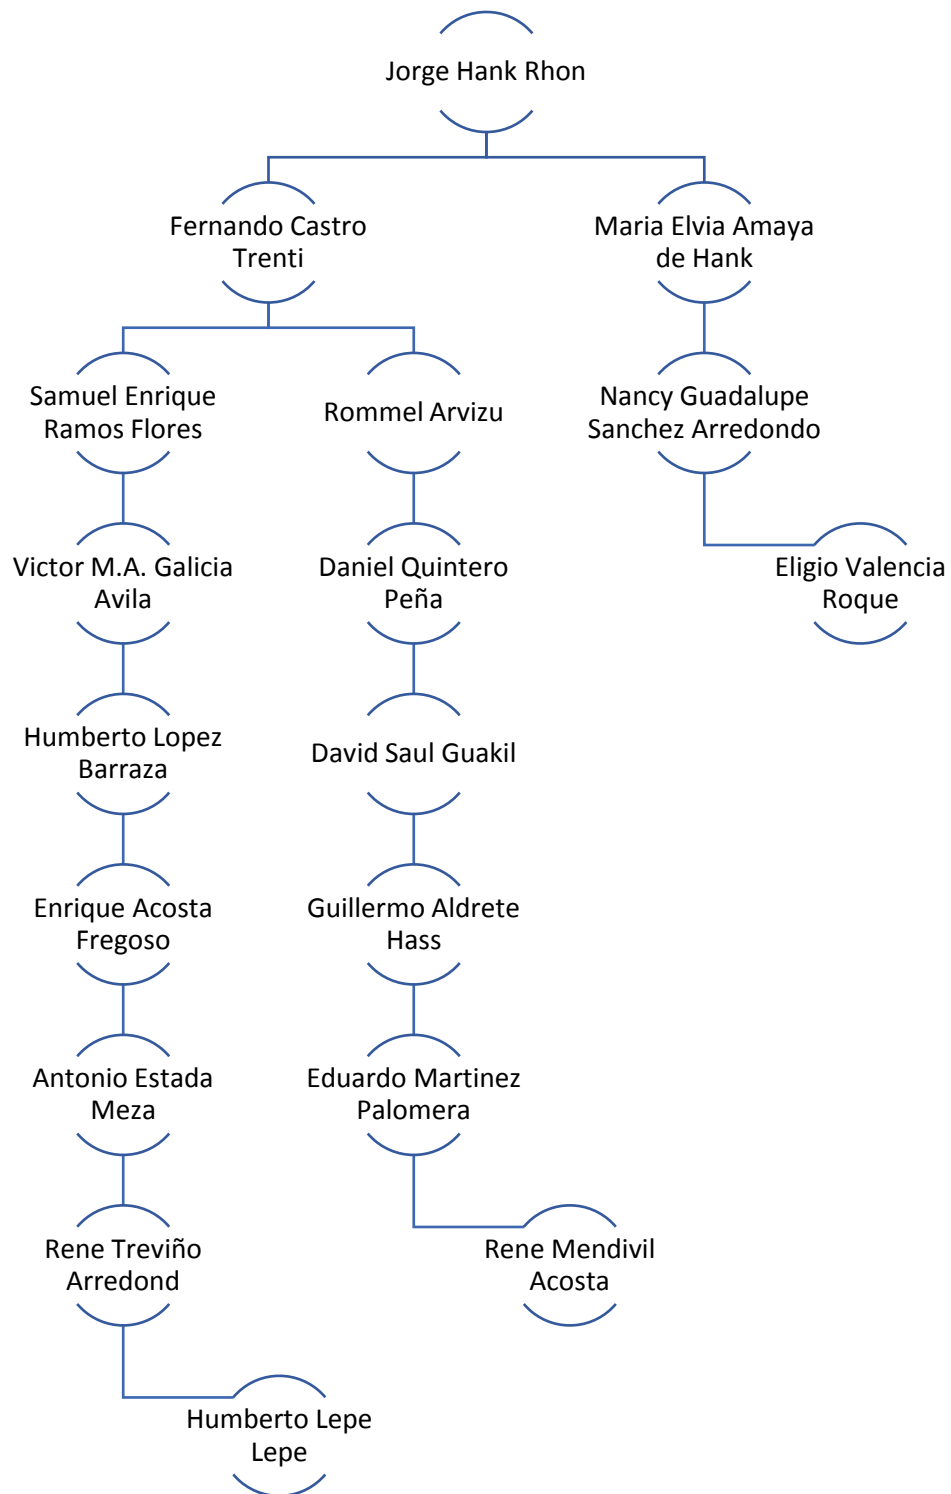 Jorge Hank Rhon
Fernando Castro
Trenti
Maria Elvia Amaya
de Hank
Samuel Enrique
Ramos Flores
Rommel Arvizu
Nancy Guadalupe
Sanchez Arredondo
Victor M.A. Galicia
Avila
Daniel Quintero
Peña
Eligio Valencia
Roque
Humberto Lopez
Barraza
David Saul Guakil
Enrique Acosta
Fregoso
Guillermo Aldrete
Hass
Antonio Estada
Meza
Eduardo Martinez
Palomera
Rene Treviño
Arredond
Rene Mendivil
Acosta
Humberto Lepe
Lepe